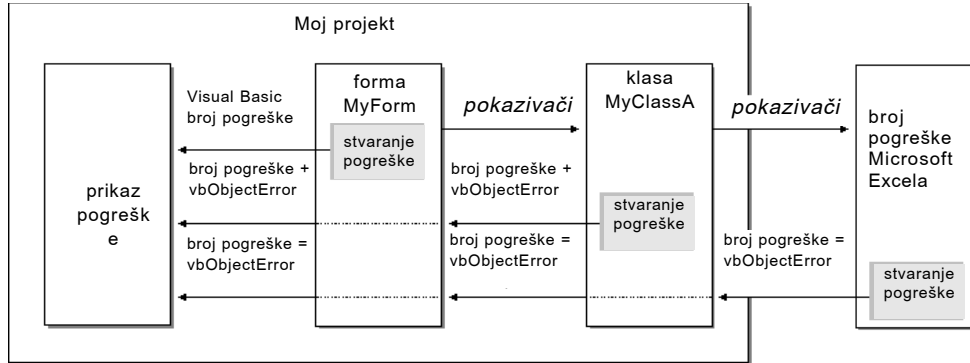 Moj projekt
prikaz
pogrešk
e
Visual Basic
broj pogreške
broj pogreške +
vbObjectError
broj pogreške =
vbObjectError
forma
MyForm
stvaranje
pogreške
pokazivači
broj pogreške +
vbObjectError
broj pogreške =
vbObjectError
klasa
MyClassA
stvaranje
pogreške
pokazivači
broj pogreške =
vbObjectError
broj
pogreške
Microsoft
Excela
stvaranje
pogreške